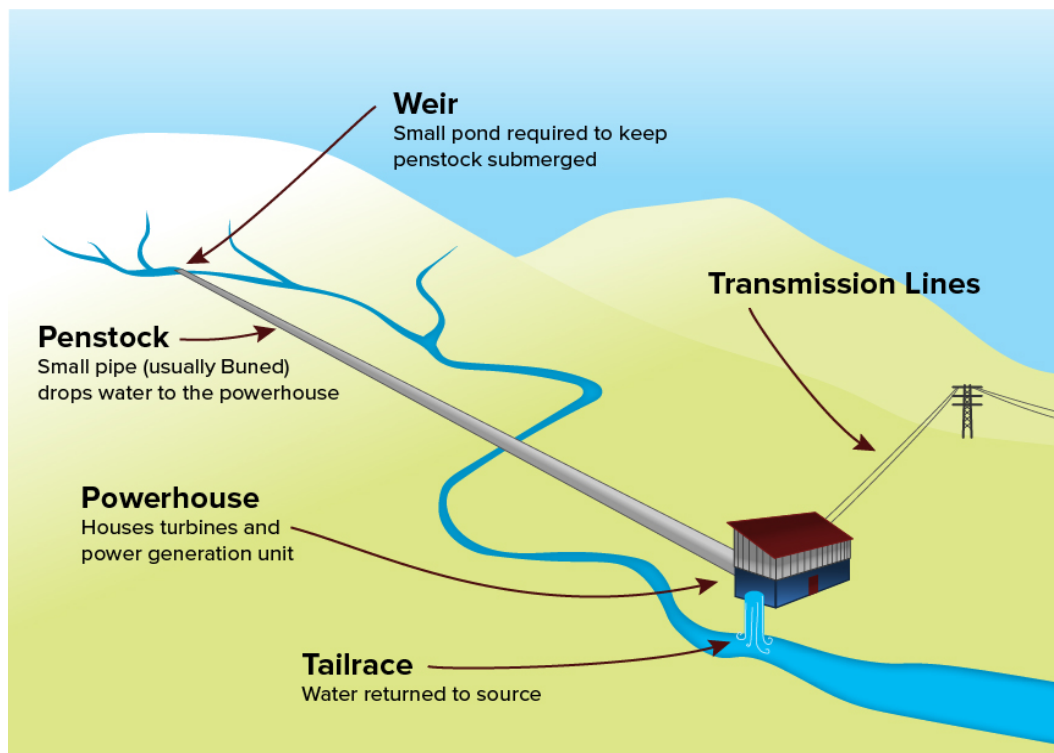 Weir
Small pond required to keep
penstock submerged
Transmission Lines
Penstock
Small pipe (usually Buned)
drops water to the powerhouse
Powerhouse
Houses turbines and
power generation unit
Tailrace
Water returned to source